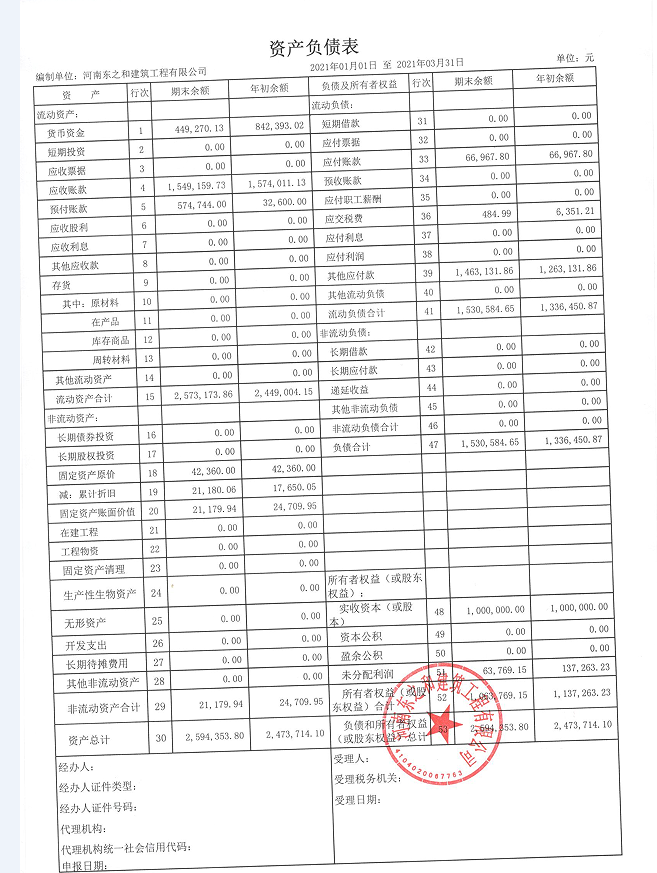 资产负债表
编制单位：河南东之和建筑工程有限公司 2021年01月01日 至 2021年03月31日 单位：元
资 产 行次 期末余额 年初余额 负债及所有者权益 行次 期末余额 年初余额
流动资产： 流动负债：
货币资金 1 449,270.13 842,393.02 短期借款 31 0.00 0.00
短期投资 2 0.00 0.00 应付票据 32 0.00 0.00
应收票据 3 0.00 0.00 应付账款 33 66,967.80 66,967.80
应收账款 4 1,549,159.73 1,574,011.13 预收账款 34 0.00 0.00
预付账款 5 574,744.00 32,600.00 应付职工薪酬 35 0.00 0.00
应收股利 6 0.00 0.00 应交税费 36 484.99 6,351.21
应收利息 7 0.00 0.00 应付利息 37 0.00 0.00
其他应收款 8 0.00 0.00 应付利润 38 0.00 0.00
存货 9 0.00 0.00 其他应付款 39 1,463,131.86 1,263,131.86
其中：原材料 10 0.00 0.00 其他流动负债 40 0.00 0.00
在产品 11 0.00 0.00 流动负债合计 41 1,530,584.65 1,336,450.87
库存商品 12 0.00 0.00 非流动负债：
周转材料 13 0.00 0.00 长期借款 42 0.00 0.00
其他流动资产 14 0.00 0.00 长期应付款 43 0.00 0.00
流动资产合计 15 2,573,173.86 2,449,004.15 递延收益 44 0.00 0.00
非流动资产： 其他非流动负债 45 0.00 0.00
长期债券投资 16 0.00 0.00 非流动负债合计 46 0.00 0.00
长期股权投资 17 0.00 0.00 负债合计 47 1,530,584.65 1,336,450.87
固定资产原价 18 42,360.00 42,360.00
减：累计折旧 19 21,180.06 17,650.05
固定资产账面价值 20 21,179.94 24,709.95
在建工程 21 0.00 0.00
工程物资 22 0.00 0.00
固定资产清理 23 0.00 0.00
生产性生物资产 24 0.00 0.00 所有者权益（或股东
权益）：
无形资产 25 0.00 0.00 实收资本（或股
本） 48 1,000,000.00 1,000,000.00
开发支出 26 0.00 0.00 资本公积 49 0.00 0.00
长期待摊费用 27 0.00 0.00 盈余公积 50 0.00 0.00
其他非流动资产 28 0.00 0.00 未分配利润 51 63,769.15 137,263.23
非流动资产合计 29 21,179.94 24,709.95 所有者权益（或股
东权益）合计 52 1,063,769.15 1,137,263.23
资产总计 30 2,594,353.80 2,473,714.10 负债和所有者权益
（或股东权益）总计 53 2,594,353.80 2,473,714.10
河南东之和建筑工程有限公司
4104020067763
经办人： 受理人：
经办人证件类型： 受理税务机关：
经办人证件号码： 受理日期：
代理机构：
代理机构统一社会信用代码：
申报日期：